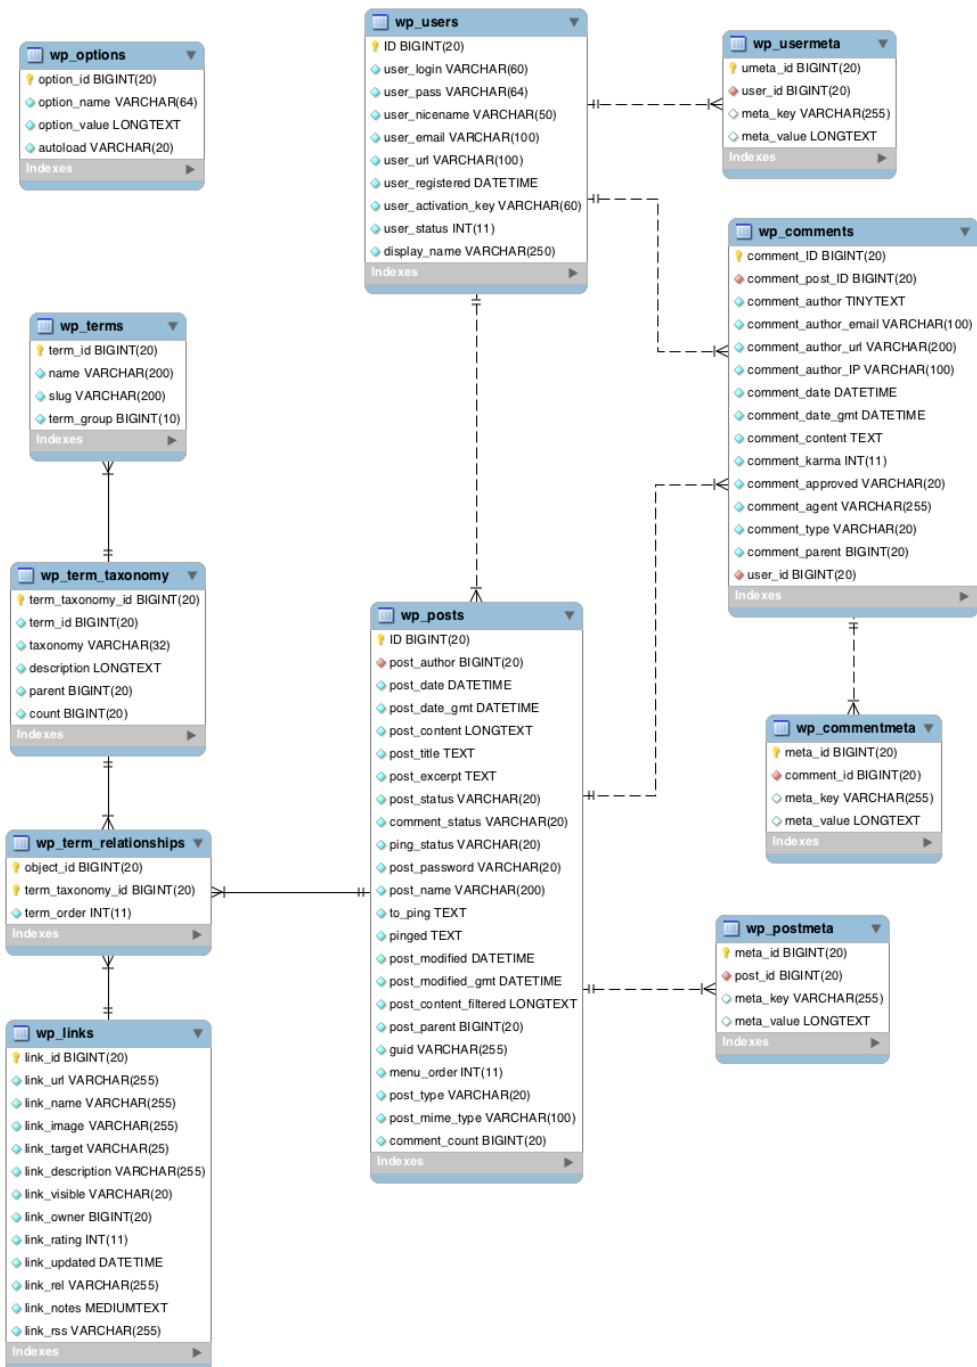 wp_options
option_id BIGINT(20)
option_name VARCHAR(64)
option_value LONGTEXT
autoload VARCHAR(20)
Indexes
wp_users
ID BIGINT(20)
user_login VARCHAR(60)
user_pass VARCHAR(64)
user_nicename VARCHAR(50)
user_email VARCHAR(100)
user_url VARCHAR(100)
user_registered DATETIME
user_activation_key VARCHAR(60)
user_status INT(11)
display_name VARCHAR(250)
Indexes
wp_usermeta
umeta_id BIGINT(20)
user_id BIGINT(20)
meta_key VARCHAR(255)
meta_value LONGTEXT
Indexes
wp_comments
comment_ID BIGINT(20)
comment_post_ID BIGINT(20)
comment_author TINYTEXT
comment_author_email VARCHAR(100)
comment_author_url VARCHAR(200)
comment_author_IP VARCHAR(100)
comment_date DATETIME
comment_date_gmt DATETIME
comment_content TEXT
comment_karma INT(11)
comment_approved VARCHAR(20)
comment_agent VARCHAR(255)
comment_type VARCHAR(20)
comment_parent BIGINT(20)
user_id BIGINT(20)
Indexes
wp_terms
term_id BIGINT(20)
name VARCHAR(200)
slug VARCHAR(200)
term_group BIGINT(10)
Indexes
wp_term_taxonomy
term_taxonomy_id BIGINT(20)
term_id BIGINT(20)
taxonomy VARCHAR(32)
description LONGTEXT
parent BIGINT(20)
count BIGINT(20)
Indexes
wp_posts
ID BIGINT(20)
post_author BIGINT(20)
post_date DATETIME
post_date_gmt DATETIME
post_content LONGTEXT
post_title TEXT
post_excerpt TEXT
post_status VARCHAR(20)
comment_status VARCHAR(20)
ping_status VARCHAR(20)
post_password VARCHAR(20)
post_name VARCHAR(200)
to_ping TEXT
pinged TEXT
post_modified DATETIME
post_modified_gmt DATETIME
post_content_filtered LONGTEXT
post_parent BIGINT(20)
guid VARCHAR(255)
menu_order INT(11)
post_type VARCHAR(20)
post_mime_type VARCHAR(100)
comment_count BIGINT(20)
Indexes
wp_commentmeta
meta_id BIGINT(20)
comment_id BIGINT(20)
meta_key VARCHAR(255)
meta_value LONGTEXT
Indexes
wp_term_relationships
object_id BIGINT(20)
term_taxonomy_id BIGINT(20)
term_order INT(11)
Indexes
wp_postmeta
meta_id BIGINT(20)
post_id BIGINT(20)
meta_key VARCHAR(255)
meta_value LONGTEXT
Indexes
wp_links
link_id BIGINT(20)
link_url VARCHAR(255)
link_name VARCHAR(255)
link_image VARCHAR(255)
link_target VARCHAR(25)
link_description VARCHAR(255)
link_visible VARCHAR(20)
link_owner BIGINT(20)
link_rating INT(11)
link_updated DATETIME
link_rel VARCHAR(255)
link_notes MEDIUMTEXT
link_rss VARCHAR(255)
Indexes